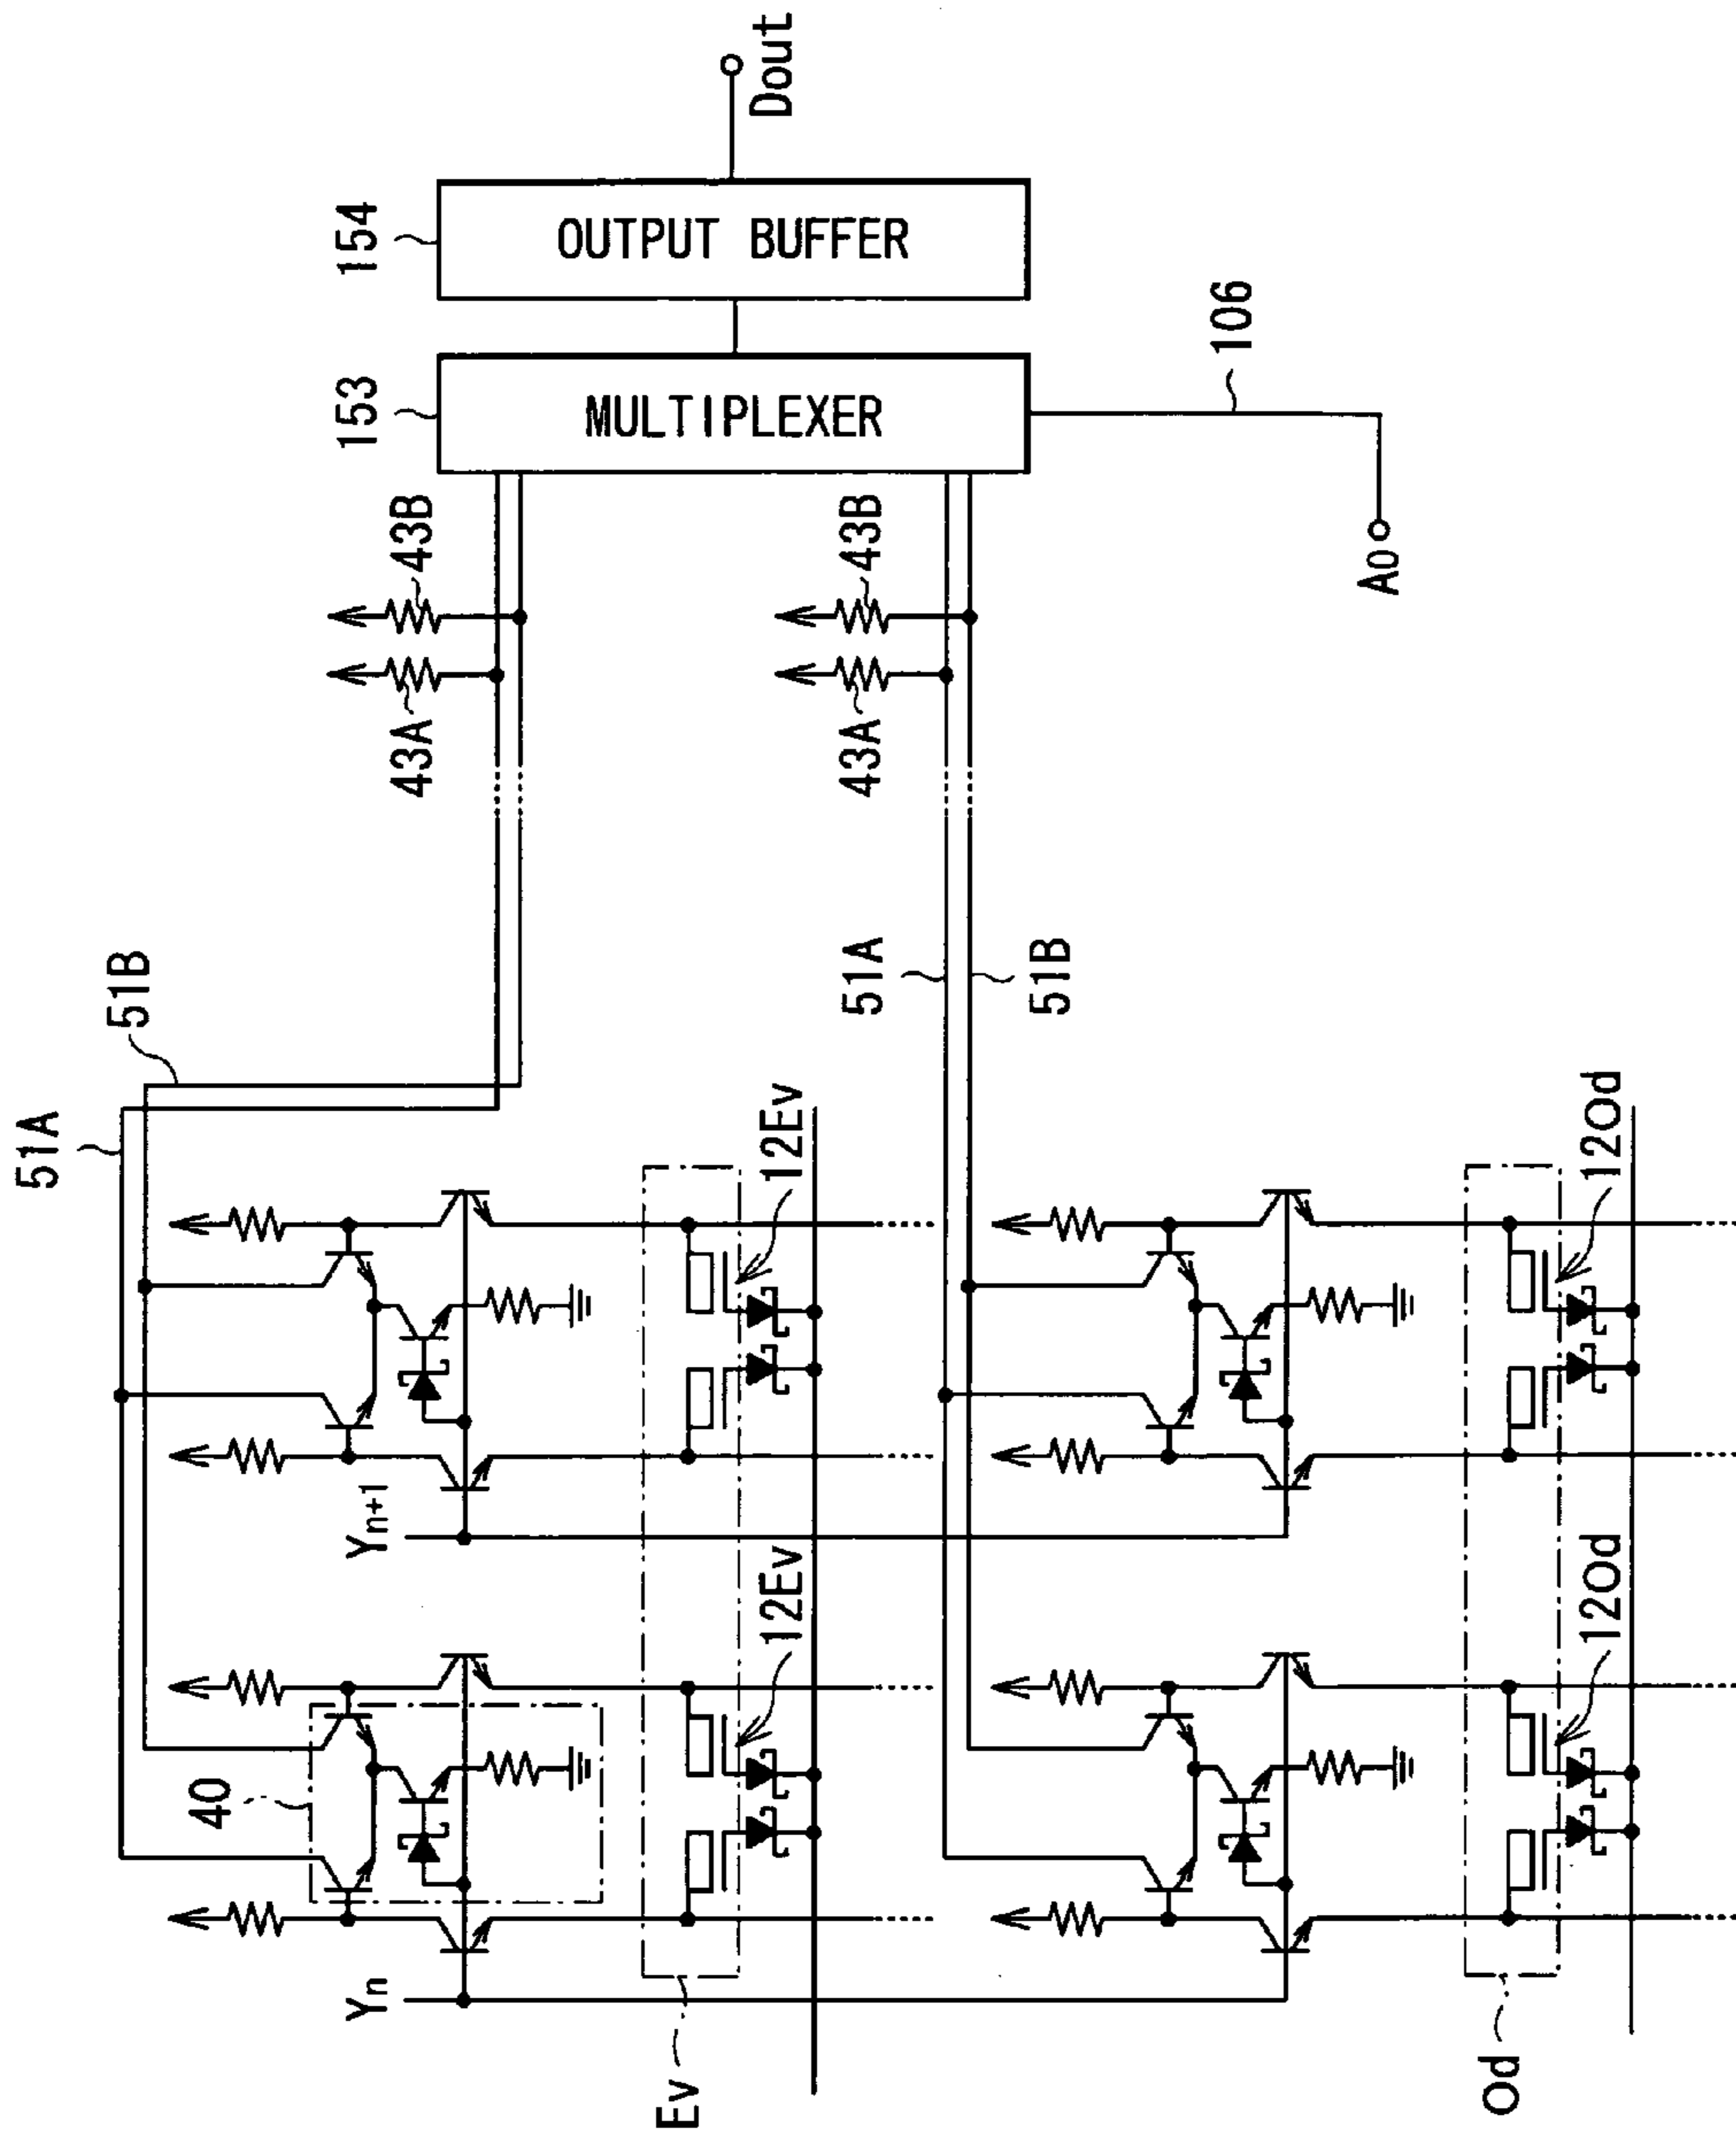 51A
51B
40
Yn
Yn+1
Ev
12Ev
12Ev
43A
43B
153
MULTIPLEXER
154
OUTPUT BUFFER
Dout
51A
51B
43A
43B
106
A0
Od
12Od
12Od